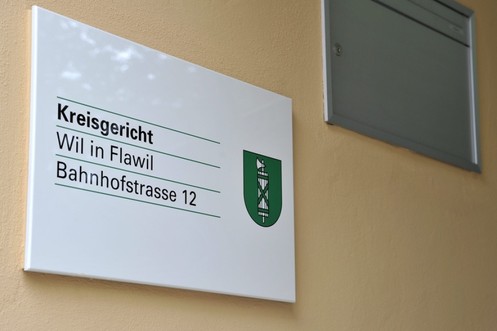 Kreisgericht
Wil in Flawil
Bahnhofstrasse 12